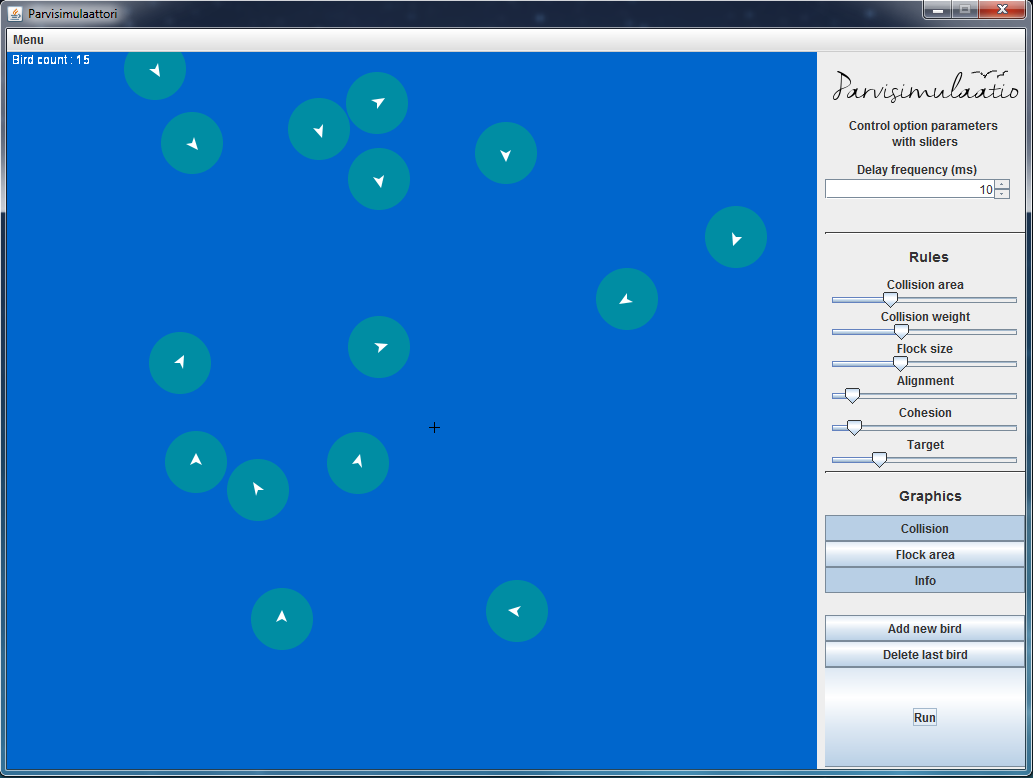 Parvisimulaattori
Menu
Bird count : 15
Parvisimulaatio
Control option parameters
with sliders
Delay frequency (ms)
10
Rules
Collision area
Collision weight
Flock size
Alignment
Cohesion
Target
Graphics
Collision
Flock area
Info
Add new bird
Delete last bird
Run